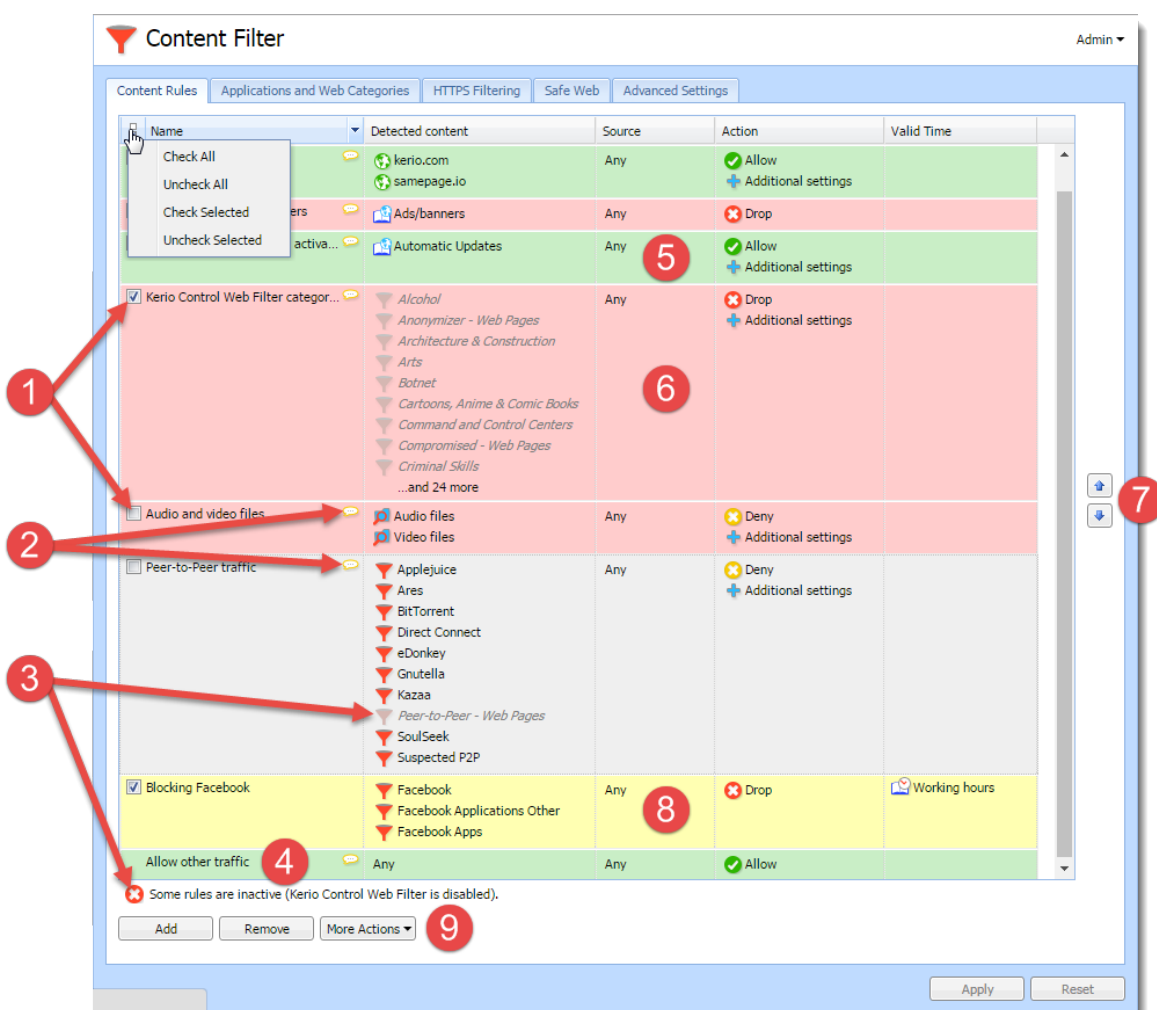 Content Filter
Admin
Content Rules Applications and Web Categories HTTPS Filtering Safe Web Advanced Settings
Name Detected content Source Action Valid Time
Check All
Uncheck All
Check Selected
Uncheck Selected
kerio.com Any Allow
samepage.io Additional settings
ers Ads/banners Any Drop
activa... Automatic Updates Any 5 Allow
Additional settings
Kerio Control Web Filter categor... Alcohol Any Drop
Anonymizer - Web Pages Additional settings
Architecture & Construction
Arts
1 Botnet 6
Cartoons, Anime & Comic Books
Command and Control Centers
Compromised - Web Pages
Criminal Skills
...and 24 more
7
Audio and video files Audio files Any Deny
2 Video files Additional settings
Peer-to-Peer traffic Applejuice Any Deny
Ares Additional settings
BitTorrent
Direct Connect
eDonkey
3 Gnutella
Kazaa
Peer-to-Peer - Web Pages
SoulSeek
Suspected P2P
Blocking Facebook Facebook Any 8 Drop Working hours
Facebook Applications Other
Facebook Apps
Allow other traffic 4 Any Any Allow
Some rules are inactive (Kerio Control Web Filter is disabled).
Add Remove More Actions 9
Apply Reset